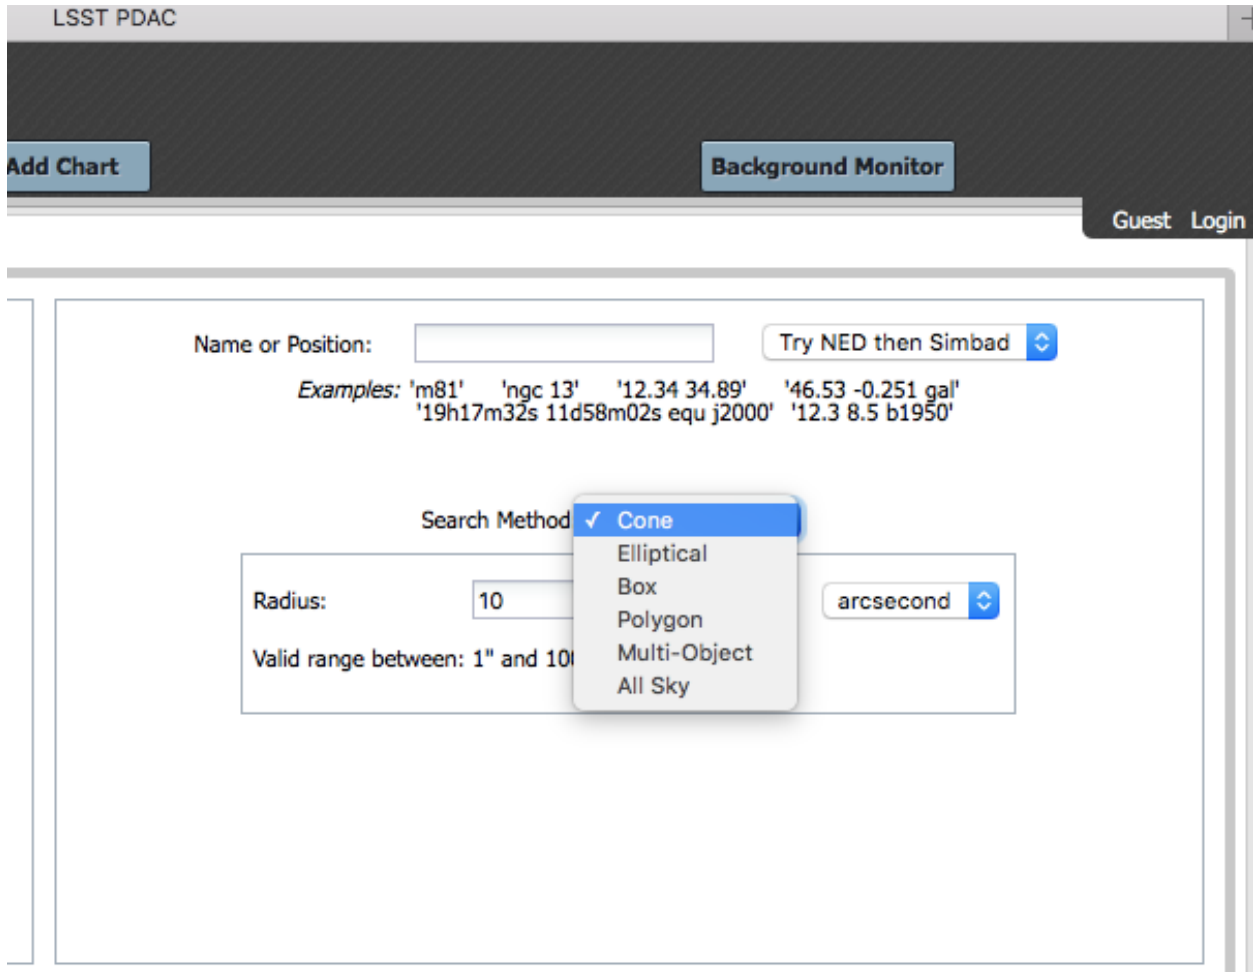 LSST PDAC
Add Chart
Background Monitor
Guest Login
Name or Position:
Try NED then Simbad
Examples: 'm81' 'ngc 13' '12.34 34.89' '46.53 -0.251 gal'
'19h17m32s 11d58m02s equ j2000' '12.3 8.5 b1950'
Search Method
✓ Cone
Elliptical
Box
Polygon
Multi-Object
All Sky
Radius:
10
arcsecond
Valid range between: 1" and